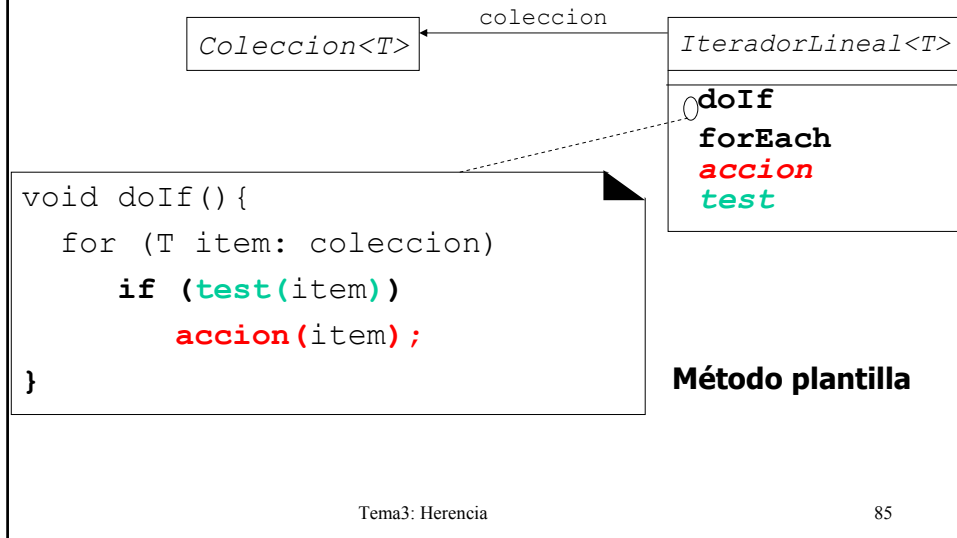 coleccion
Coleccion<T>
IteradorLineal<T>
doIf
forEach
accion
test
void doIf(){
for (T item: coleccion)
if (test(item))
accion(item);
}
Método plantilla
Tema3: Herencia
85